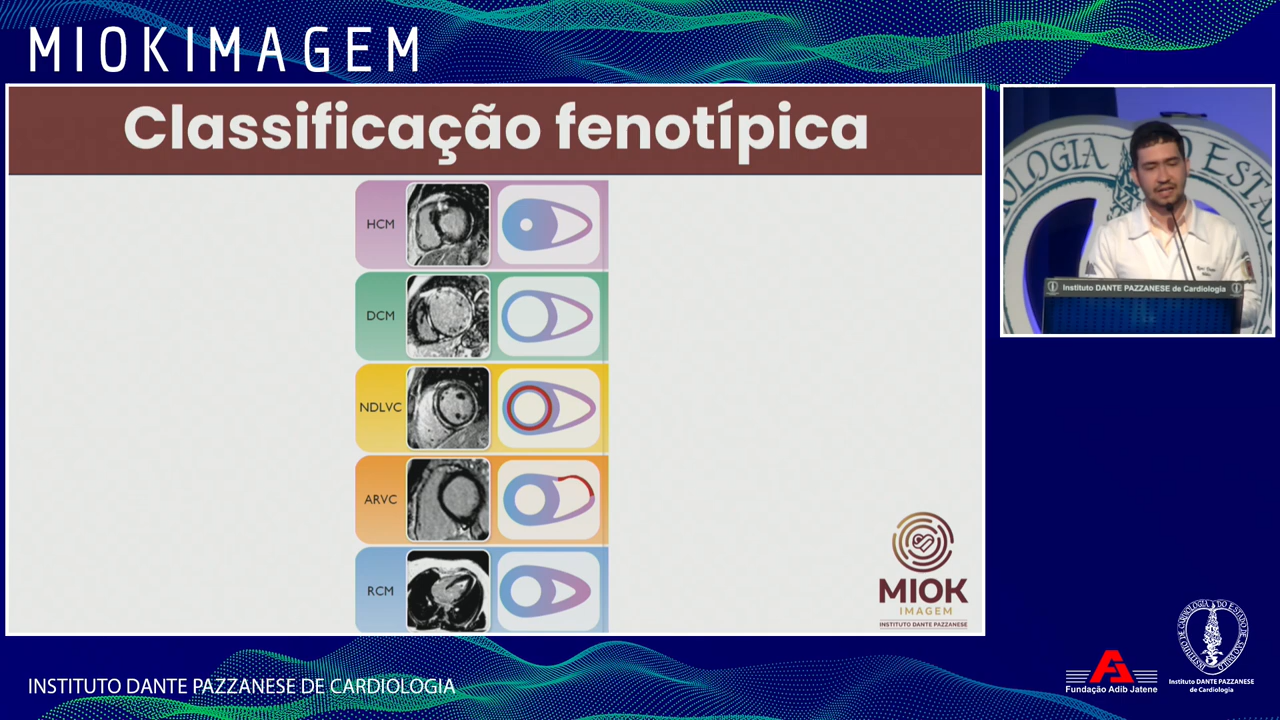 MIOKIMAGEM
Classificação fenotípica
HCM
DCM
NDLVC
ARVC
RCM
MIOK
IMAGEM
INSTITUTO DANTE PAZZANESE
Instituto DANTE PAZZANESE de Cardiologia
INSTITUTO DANTE PAZZANESE DE CARDIOLOGIA
Fundação Adib Jatene
Instituto DANTE PAZZANESE
de Cardiologia